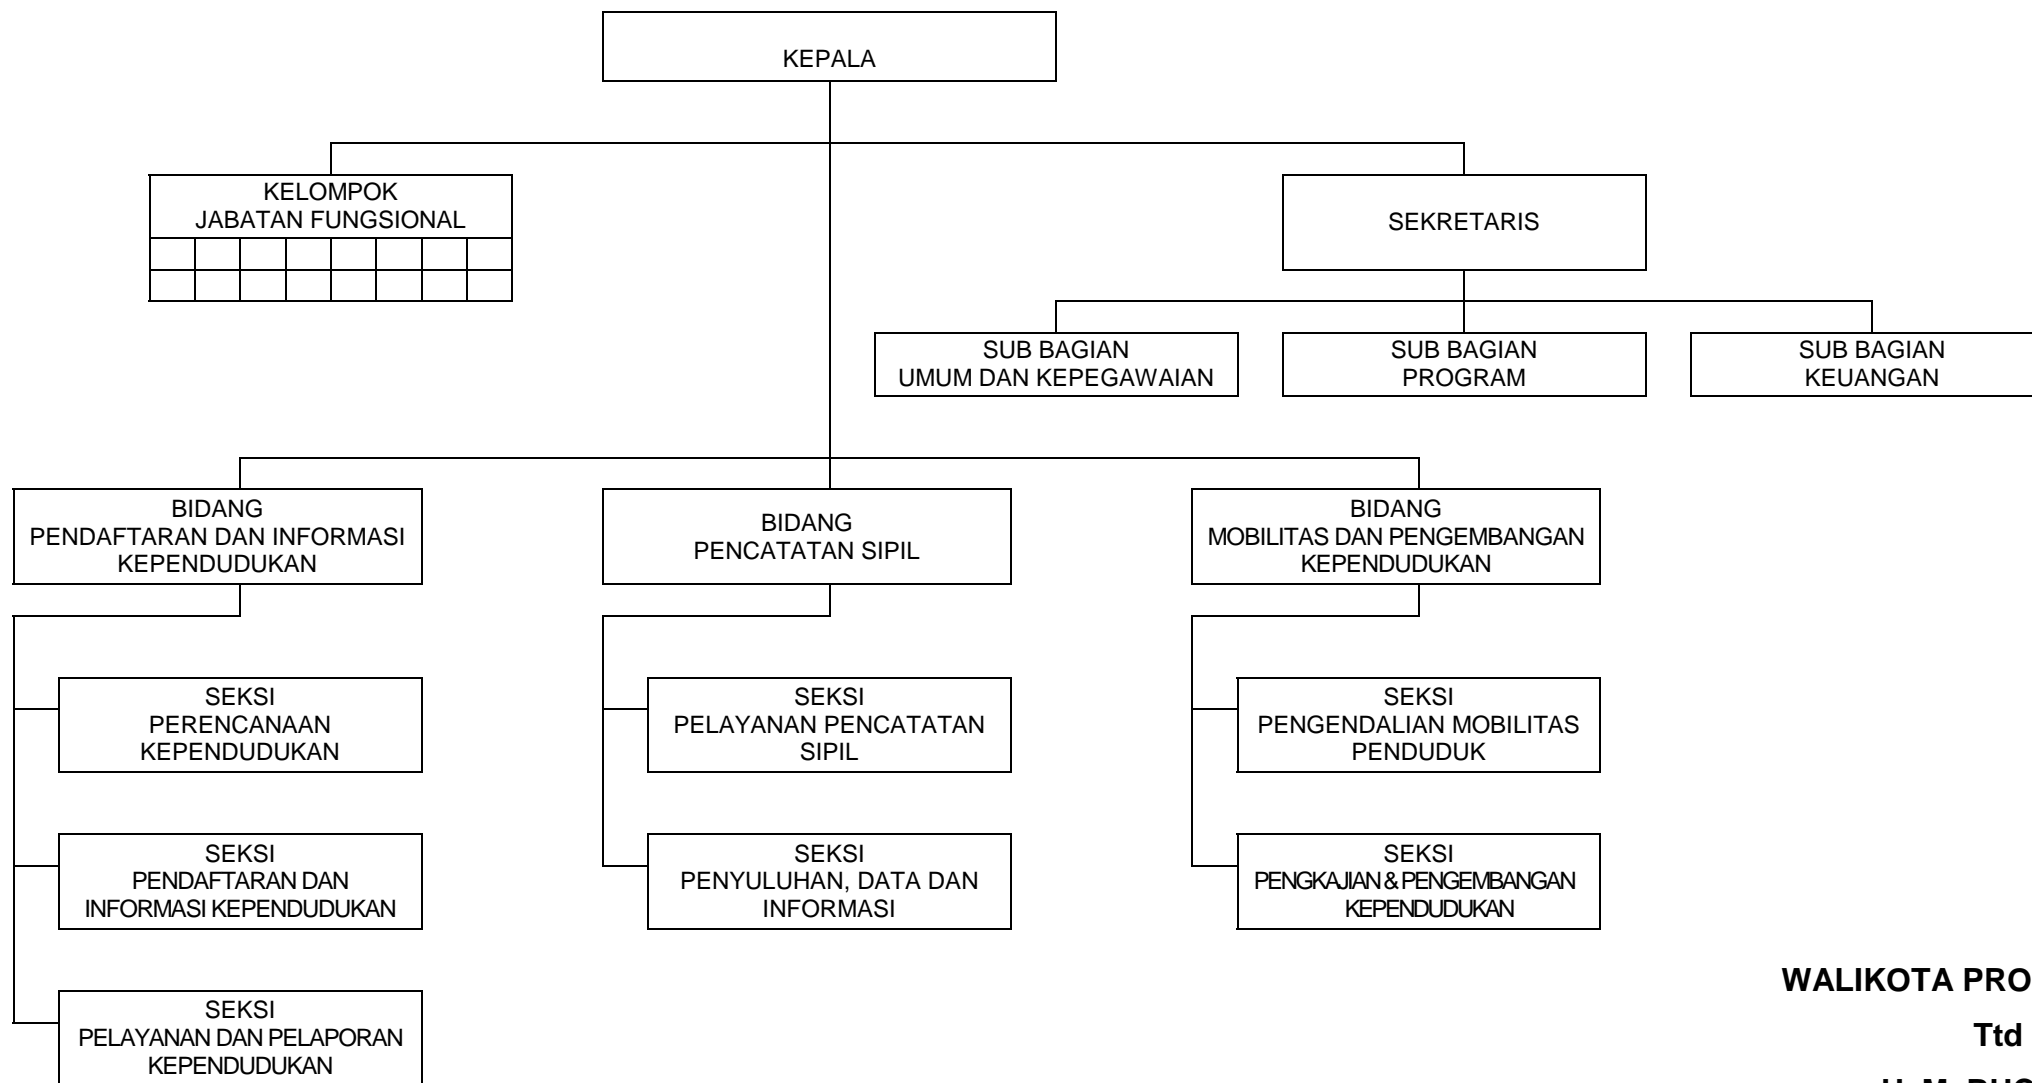 KEPALA
KELOMPOK
JABATAN FUNGSIONAL
SEKRETARIS
SUB BAGIAN
UMUM DAN KEPEGAWAIAN
SUB BAGIAN
PROGRAM
SUB BAGIAN
KEUANGAN
BIDANG
PENDAFTARAN DAN INFORMASI
KEPENDUDUKAN
BIDANG
PENCATATAN SIPIL
BIDANG
MOBILITAS DAN PENGEMBANGAN
KEPENDUDUKAN
SEKSI
PERENCANAAN
KEPENDUDUKAN
SEKSI
PELAYANAN PENCATATAN
SIPIL
SEKSI
PENGENDALIAN MOBILITAS
PENDUDUK
SEKSI
PENDAFTARAN DAN
INFORMASI KEPENDUDUKAN
SEKSI
PENYULUHAN, DATA DAN
INFORMASI
SEKSI
PENGKAJIAN & PENGEMBANGAN
KEPENDUDUKAN
SEKSI
PELAYANAN DAN PELAPORAN
KEPENDUDUKAN
WALIKOTA PRO
Ttd